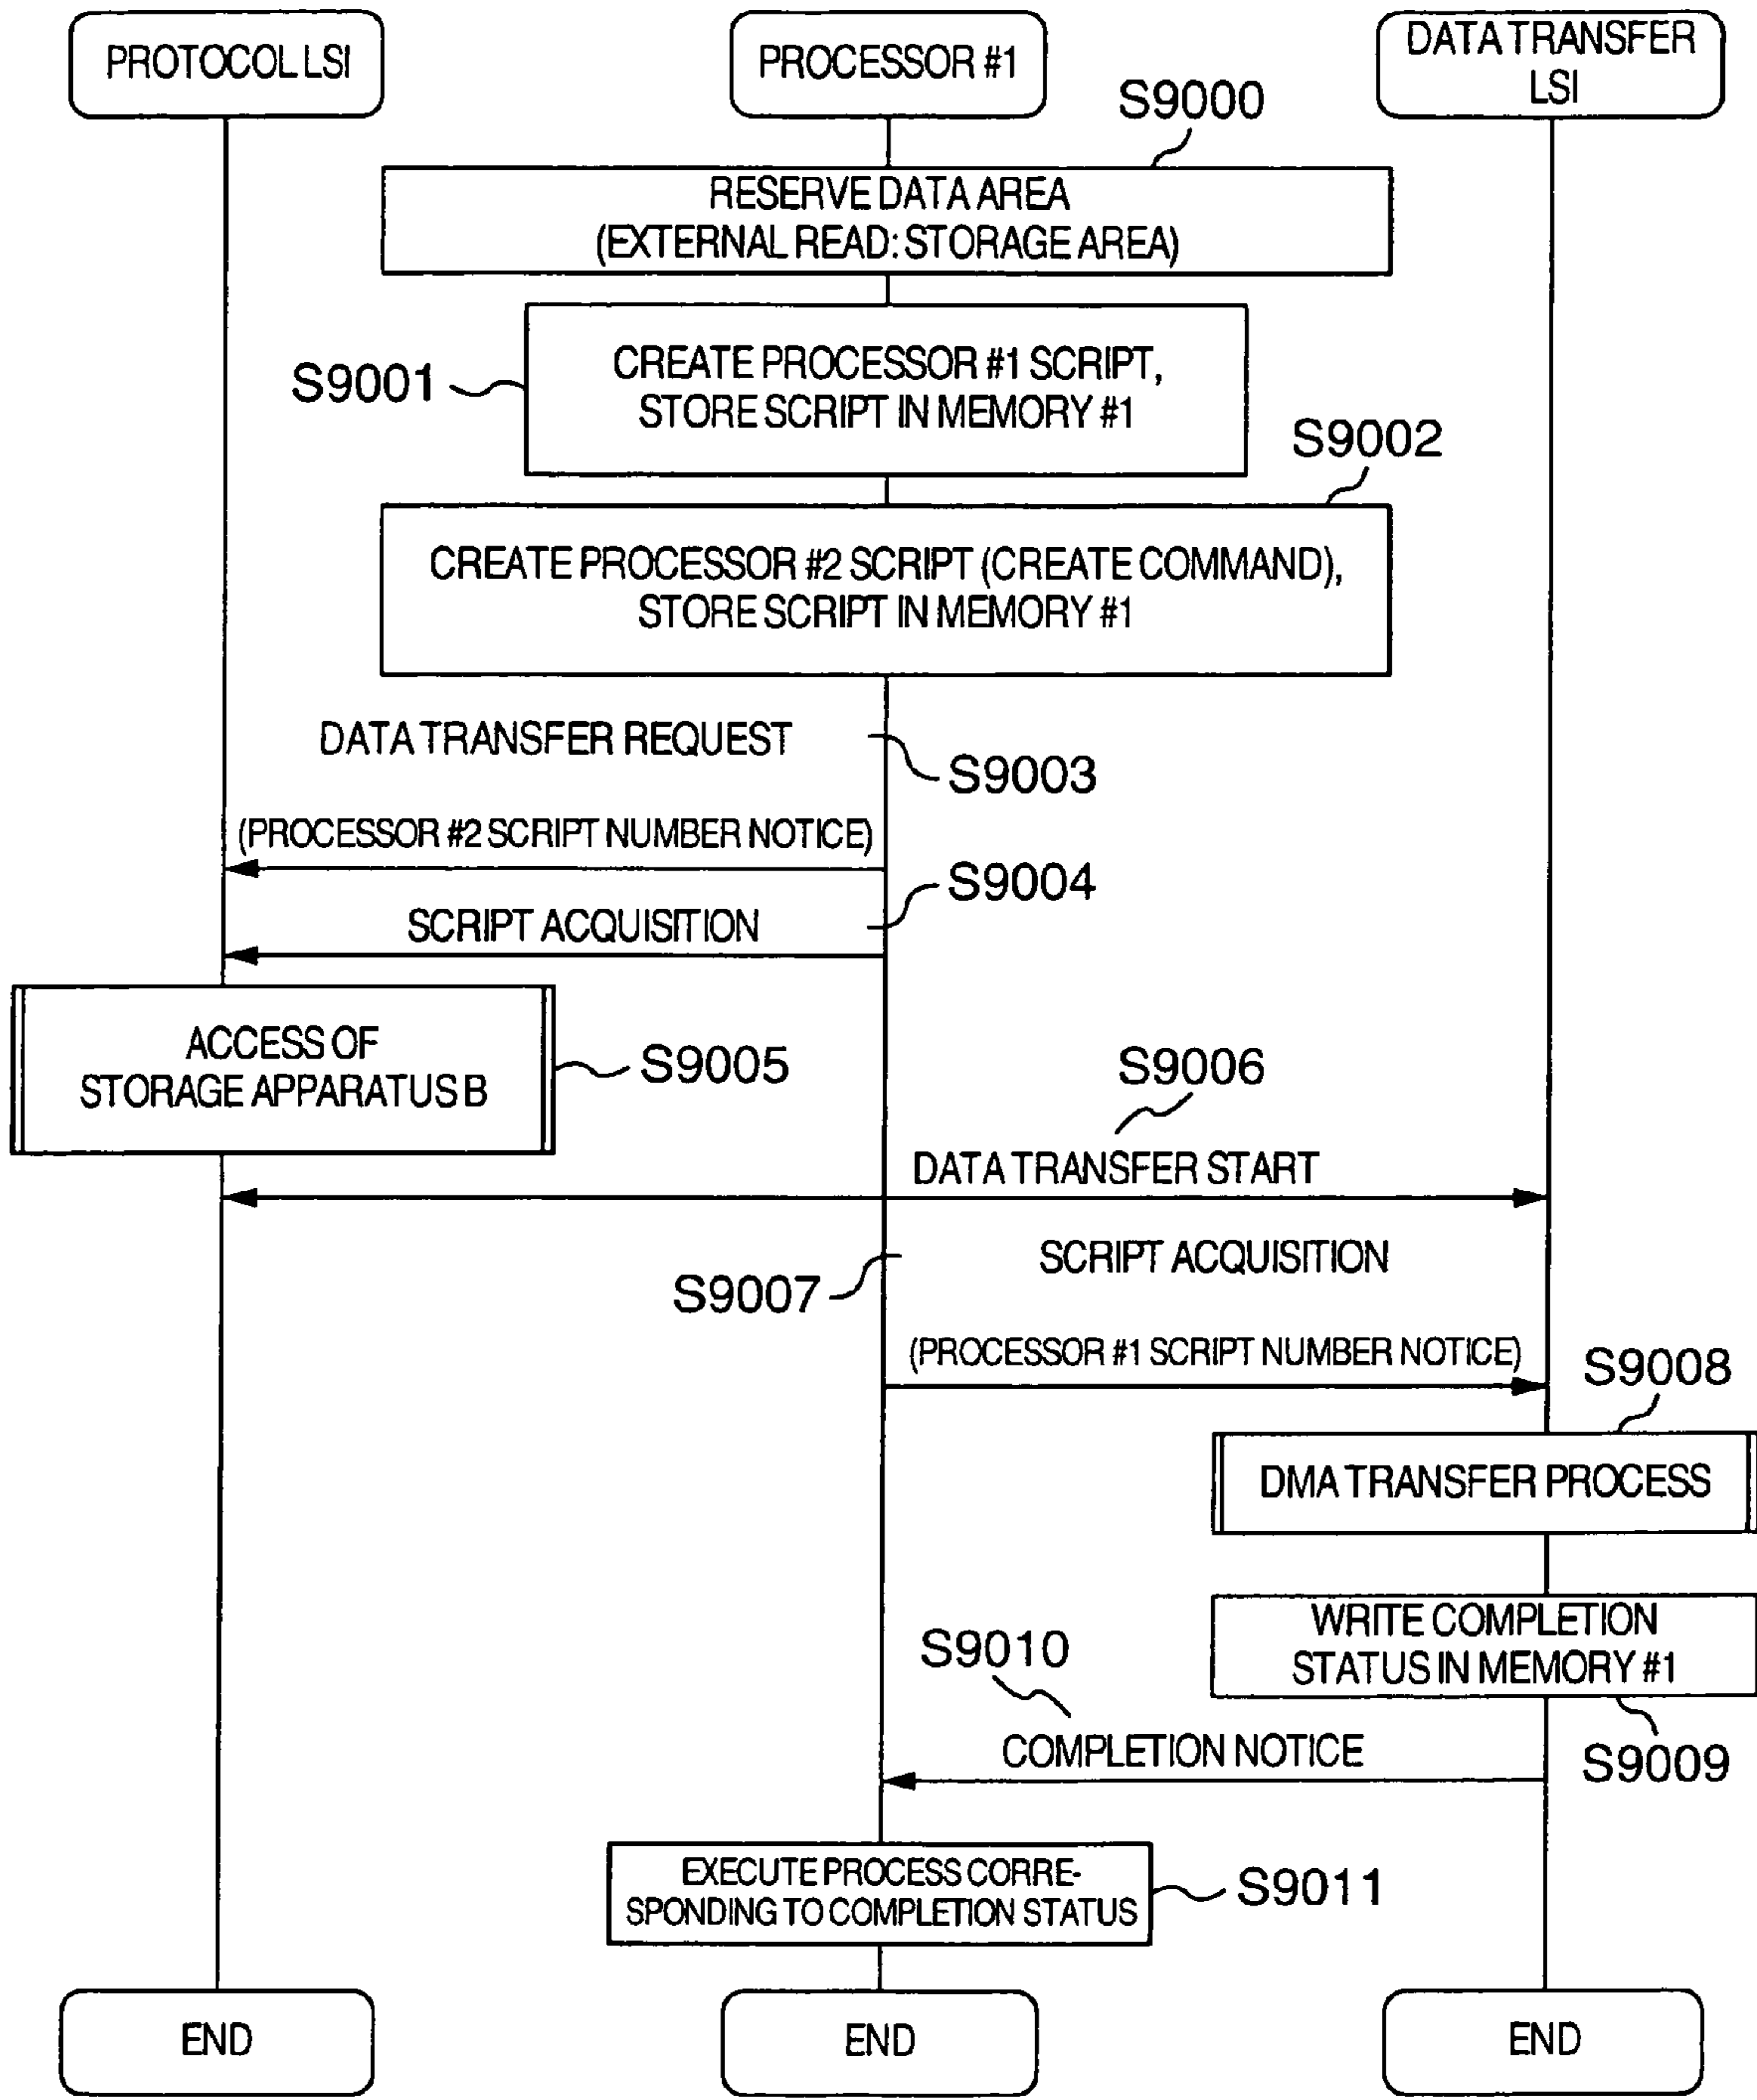 PROTOCOL LSI
PROCESSOR #1
DATA TRANSFER
LSI
S9000
RESERVE DATA AREA
(EXTERNAL READ: STORAGE AREA)
S9001
CREATE PROCESSOR #1 SCRIPT,
STORE SCRIPT IN MEMORY #1
S9002
CREATE PROCESSOR #2 SCRIPT (CREATE COMMAND),
STORE SCRIPT IN MEMORY #1
DATA TRANSFER REQUEST
S9003
(PROCESSOR #2 SCRIPT NUMBER NOTICE)
S9004
SCRIPT ACQUISITION
ACCESS OF
STORAGE APPARATUS B
S9005
S9006
DATA TRANSFER START
SCRIPT ACQUISITION
S9007
(PROCESSOR #1 SCRIPT NUMBER NOTICE)
S9008
DMA TRANSFER PROCESS
WRITE COMPLETION
STATUS IN MEMORY #1
S9010
COMPLETION NOTICE
S9009
EXECUTE PROCESS CORRE-
SPONDING TO COMPLETION STATUS
S9011
END
END
END